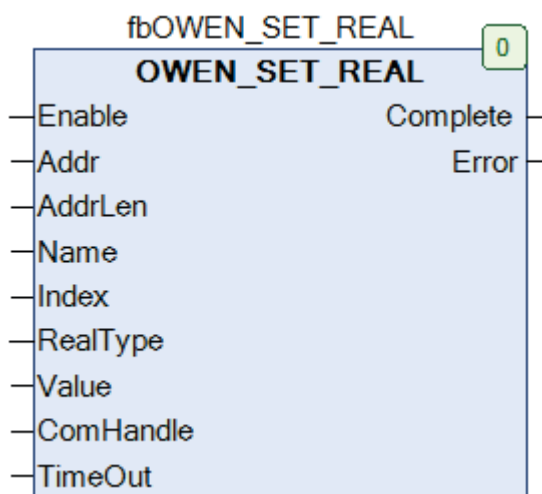 fbOWEN_SET_REAL
0
OWEN_SET_REAL
Enable Complete
Addr Error
AddrLen
Name
Index
RealType
Value
ComHandle
TimeOut